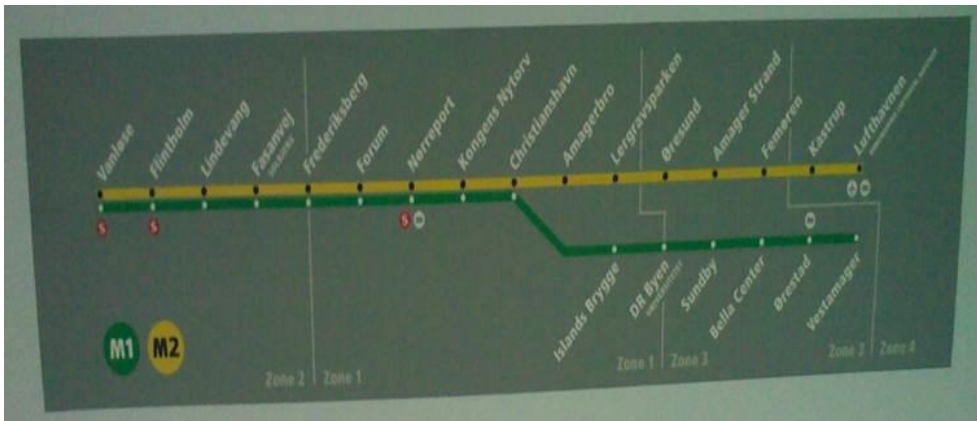 Vanløse
Flintholm
Lindevang
Fasanvej
Frederiksberg
Forum
Nørreport
Kongens Nytorv
Christianshavn
Amagerbro
Lergravsparken
Øresund
Amager Strand
Femøren
Kastrup
Lufthavnen
S
S
S
Islands Brygge
DR Byen
Sundby
Bella Center
Ørestad
Vestamager
M1 M2
Zone 2 Zone 1
Zone 1 Zone 3
Zone 3 Zone 4